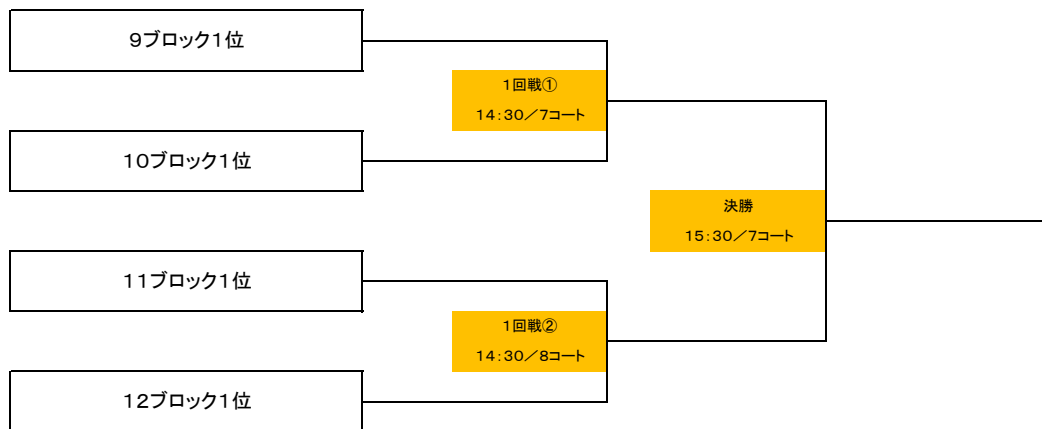 9ブロック1位
1回戦①
14：30／7コート
10ブロック1位
決勝
15：30／7コート
11ブロック1位
1回戦②
14：30／8コート
12ブロック1位